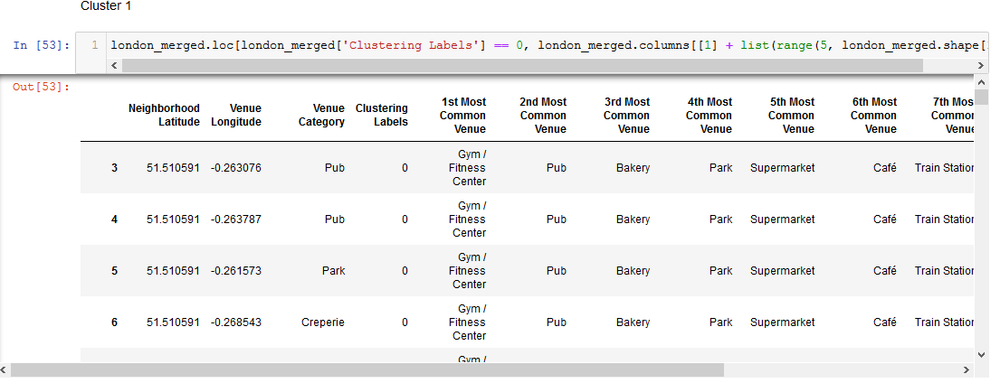 Cluster 1
In [53]: 1 london_merged.loc[london_merged['Clustering Labels'] == 0, london_merged.columns[[1] + list(range(5, london_merged.shape[
Out[53]:
Neighborhood Latitude Venue Longitude Venue Category Clustering Labels 1st Most Common Venue 2nd Most Common Venue 3rd Most Common Venue 4th Most Common Venue 5th Most Common Venue 6th Most Common Venue 7th Mos Commo Venu
3 51.510591 -0.263076 Pub 0 Gym / Fitness Center Pub Bakery Park Supermarket Café Train Station
4 51.510591 -0.263787 Pub 0 Gym / Fitness Center Pub Bakery Park Supermarket Café Train Station
5 51.510591 -0.261573 Park 0 Gym / Fitness Center Pub Bakery Park Supermarket Café Train Station
6 51.510591 -0.268543 Creperie 0 Gym / Fitness Center Pub Bakery Park Supermarket Café Train Station
Gym /